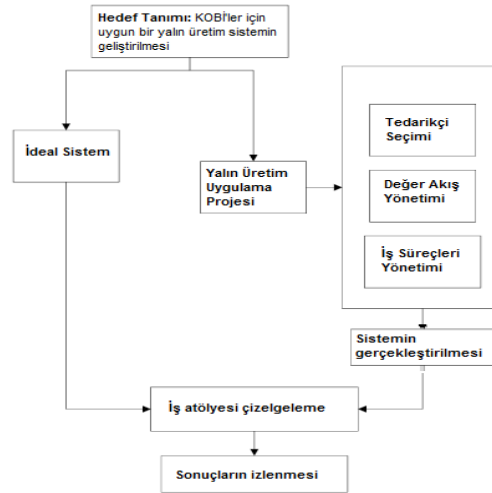 Hedef Tanımı: KOBİ'ler için
uygun bir yalın üretim sistemin
geliştirilmesi
İdeal Sistem
Yalın Üretim
Uygulama
Projesi
Tedarikçi
Seçimi
Değer Akış
Yönetimi
İş Süreçleri
Yönetimi
Sistemin
gerçekleştirilmesi
İş atölyesi çizelgeleme
Sonuçların izlenmesi